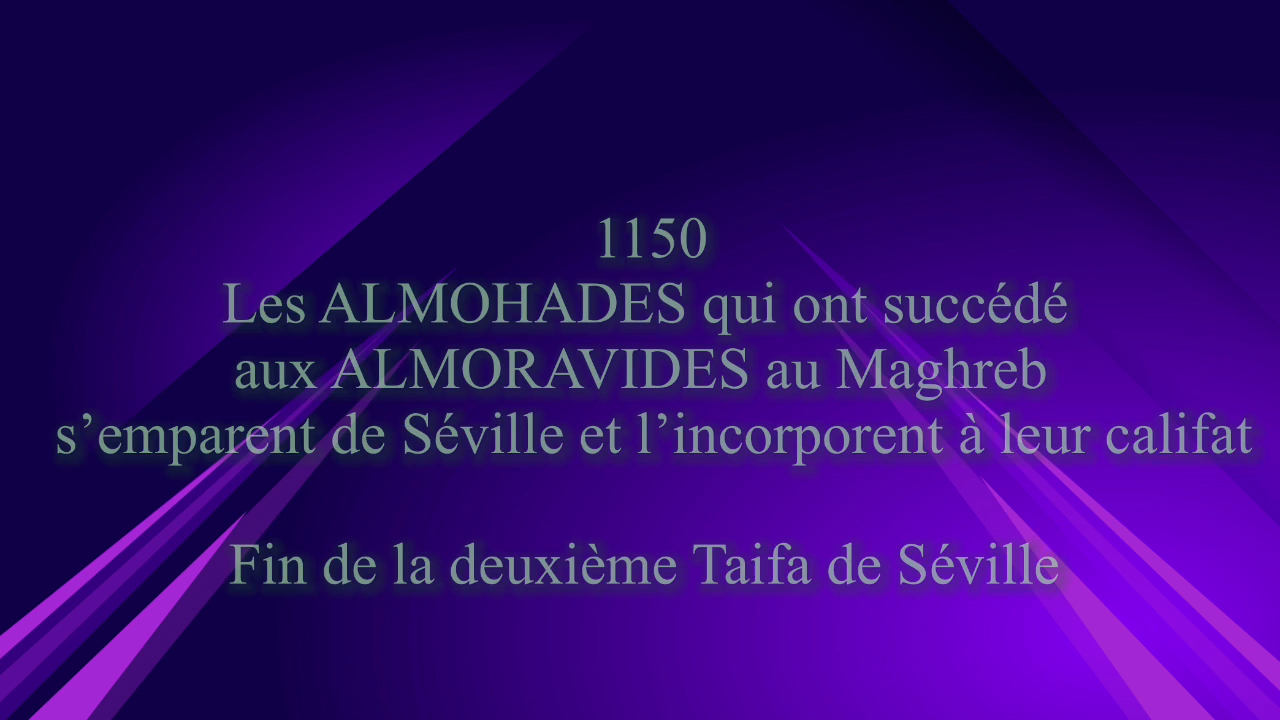 1150
Les ALMOHADES qui ont succédé
aux ALMORAVIDES au Maghreb
s’emparent de Séville et l’incorporent à leur califat
Fin de la deuxième Taifa de Séville